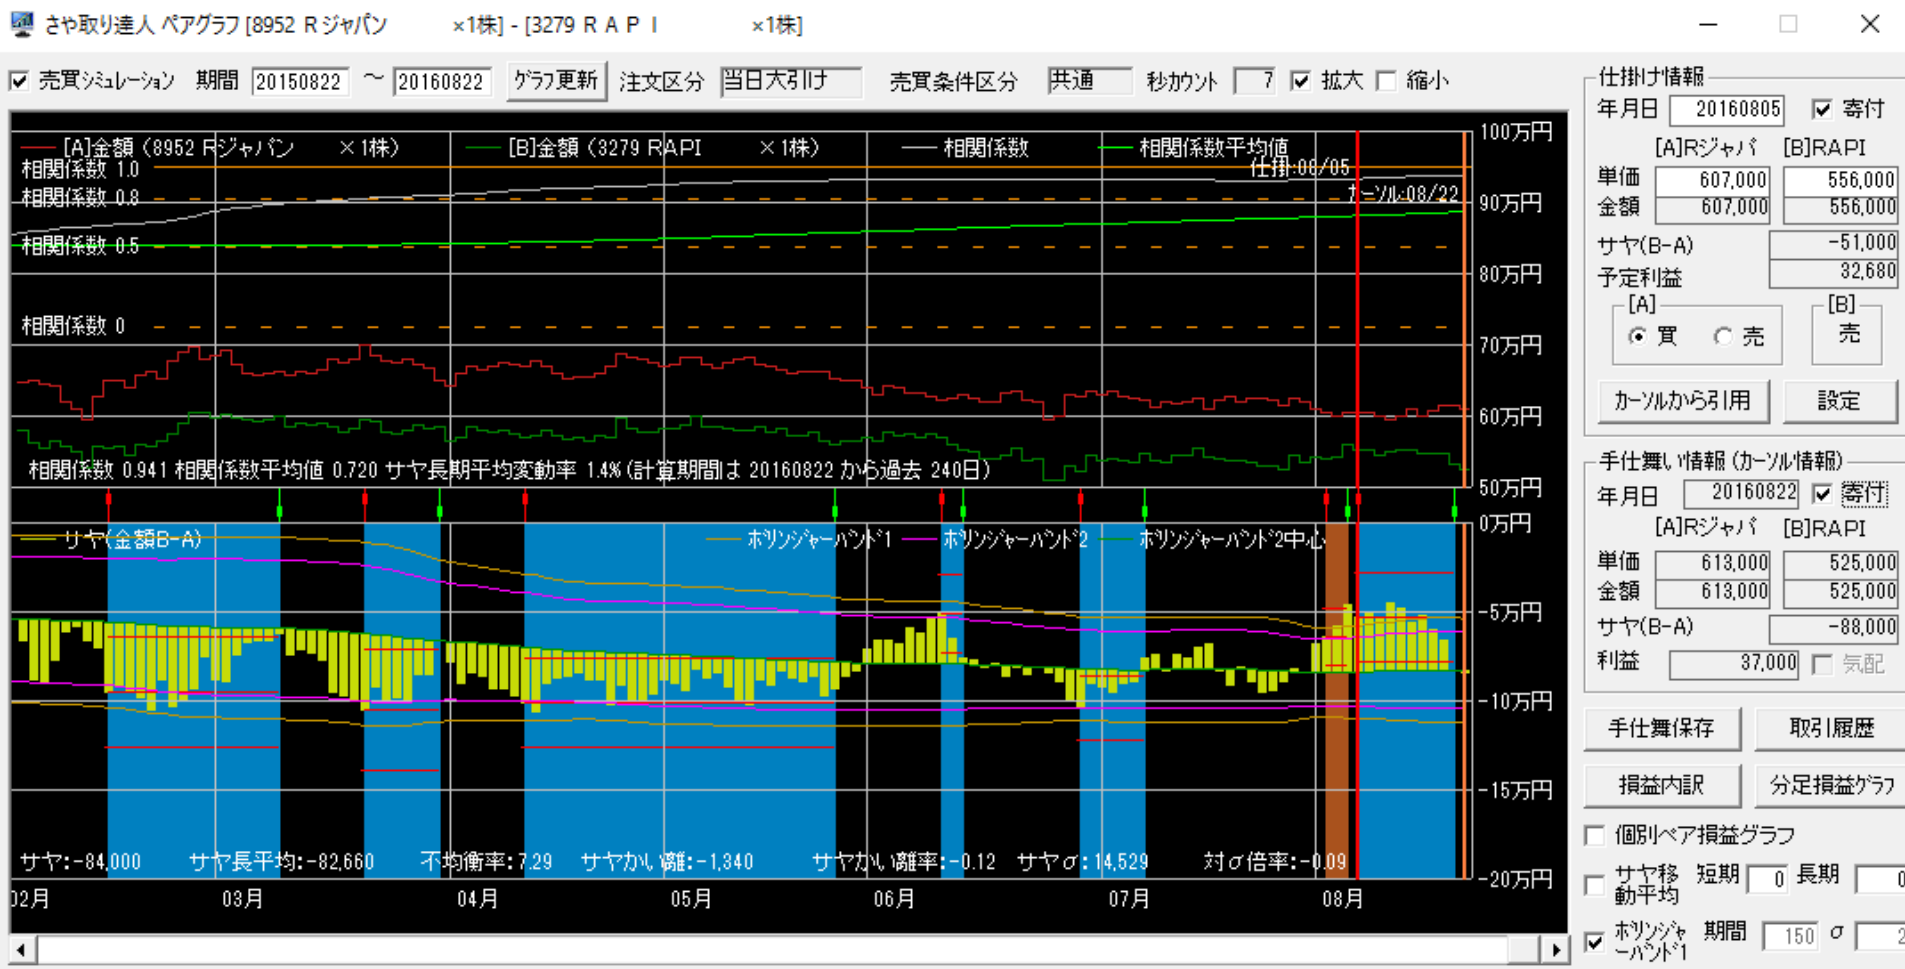 さや取り達人 ペアグラフ [8952 Rジャパン ×1株] - [3279 RAPI ×1株]
売買シミュレーション 期間 20150822 ～ 20160822 グラフ更新 注文区分 当日大引け 売買条件区分 共通 秒カウント 7 拡大 縮小
[A]金額 (8952 Rジャパン ×1株) [B]金額 (3279 RAPI ×1株) 相関係数 相関係数平均値
相関係数 1.0
仕掛:08/05
相関係数 0.8
カーソル:08/22
相関係数 0.5
相関係数 0
100万円
90万円
80万円
70万円
60万円
50万円
相関係数 0.941 相関係数平均値 0.720 サヤ長期平均変動率 1.4% (計算期間は 20160822 から過去 240日)
サヤ(金額B-A) ボリンジャーバンド1 ボリンジャーバンド2 ボリンジャーバンド2中心
0万円
-5万円
-10万円
-15万円
-20万円
サヤ:-84,000 サヤ長平均:-82,660 不均衡率:7.29 サヤかい離:-1,340 サヤかい離率:-0.12 サヤσ:14,529 対σ倍率:-0.09
02月 03月 04月 05月 06月 07月 08月
仕掛け情報
年月日 20160805 寄付
[A]Rジャパ [B]RAPI
単価 607,000 556,000
金額 607,000 556,000
サヤ(B-A) -51,000
予定利益 32,680
[A] [B]
買 売 売
カーソルから引用 設定
手仕舞い情報 (カーソル情報)
年月日 20160822 寄付
[A]Rジャパ [B]RAPI
単価 613,000 525,000
金額 613,000 525,000
サヤ(B-A) -88,000
利益 37,000 気配
手仕舞保存 取引履歴
損益内訳 分足損益グラフ
個別ペア損益グラフ
サヤ移動平均 短期 0 長期 0
ボリンジャーバンド1 期間 150 σ 2